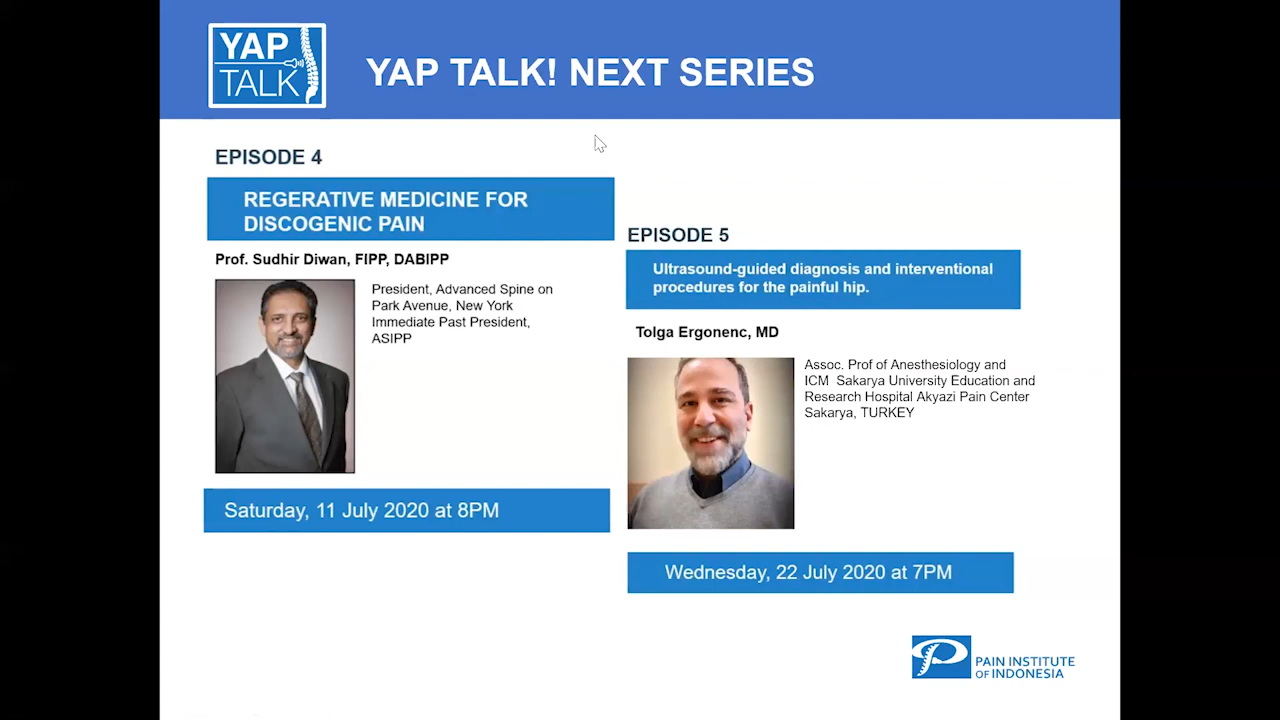 YAP
TALK
YAP TALK! NEXT SERIES
EPISODE 4
REGERATIVE MEDICINE FOR
DISCOGENIC PAIN
Prof. Sudhir Diwan, FIPP, DABIPP
President, Advanced Spine on
Park Avenue, New York
Immediate Past President,
ASIPP
Saturday, 11 July 2020 at 8PM
EPISODE 5
Ultrasound-guided diagnosis and interventional
procedures for the painful hip.
Tolga Ergonenc, MD
Assoc. Prof of Anesthesiology and
ICM Sakarya University Education and
Research Hospital Akyazi Pain Center
Sakarya, TURKEY
Wednesday, 22 July 2020 at 7PM
PAIN INSTITUTE
OF INDONESIA